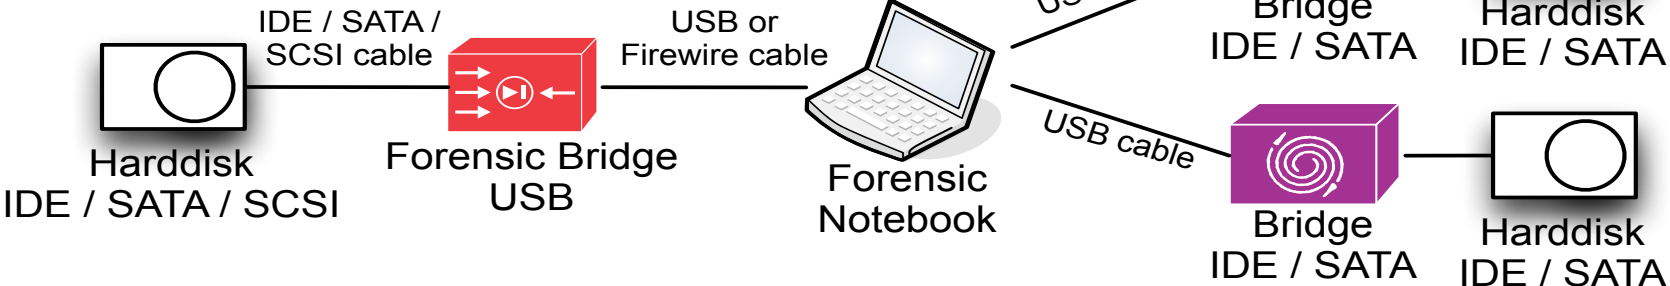 IDE / SATA /
SCSI cable
USB or
Firewire cable
Bridge
IDE / SATA
Harddisk
IDE / SATA
USB cable
Harddisk
IDE / SATA / SCSI
Forensic Bridge
USB
Forensic
Notebook
Bridge
IDE / SATA
Harddisk
IDE / SATA